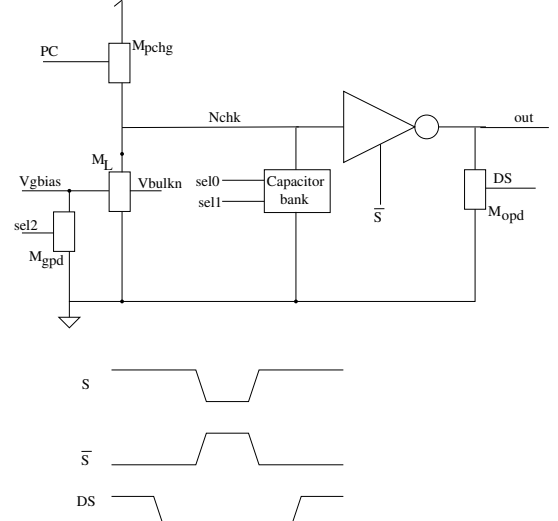 PC
Mpchg
Nchk
out
ML
Vgbias
Vbulkn
sel0
sel1
Capacitor
bank
DS
Mopd
S̅
sel2
Mgpd
S
S̅
DS